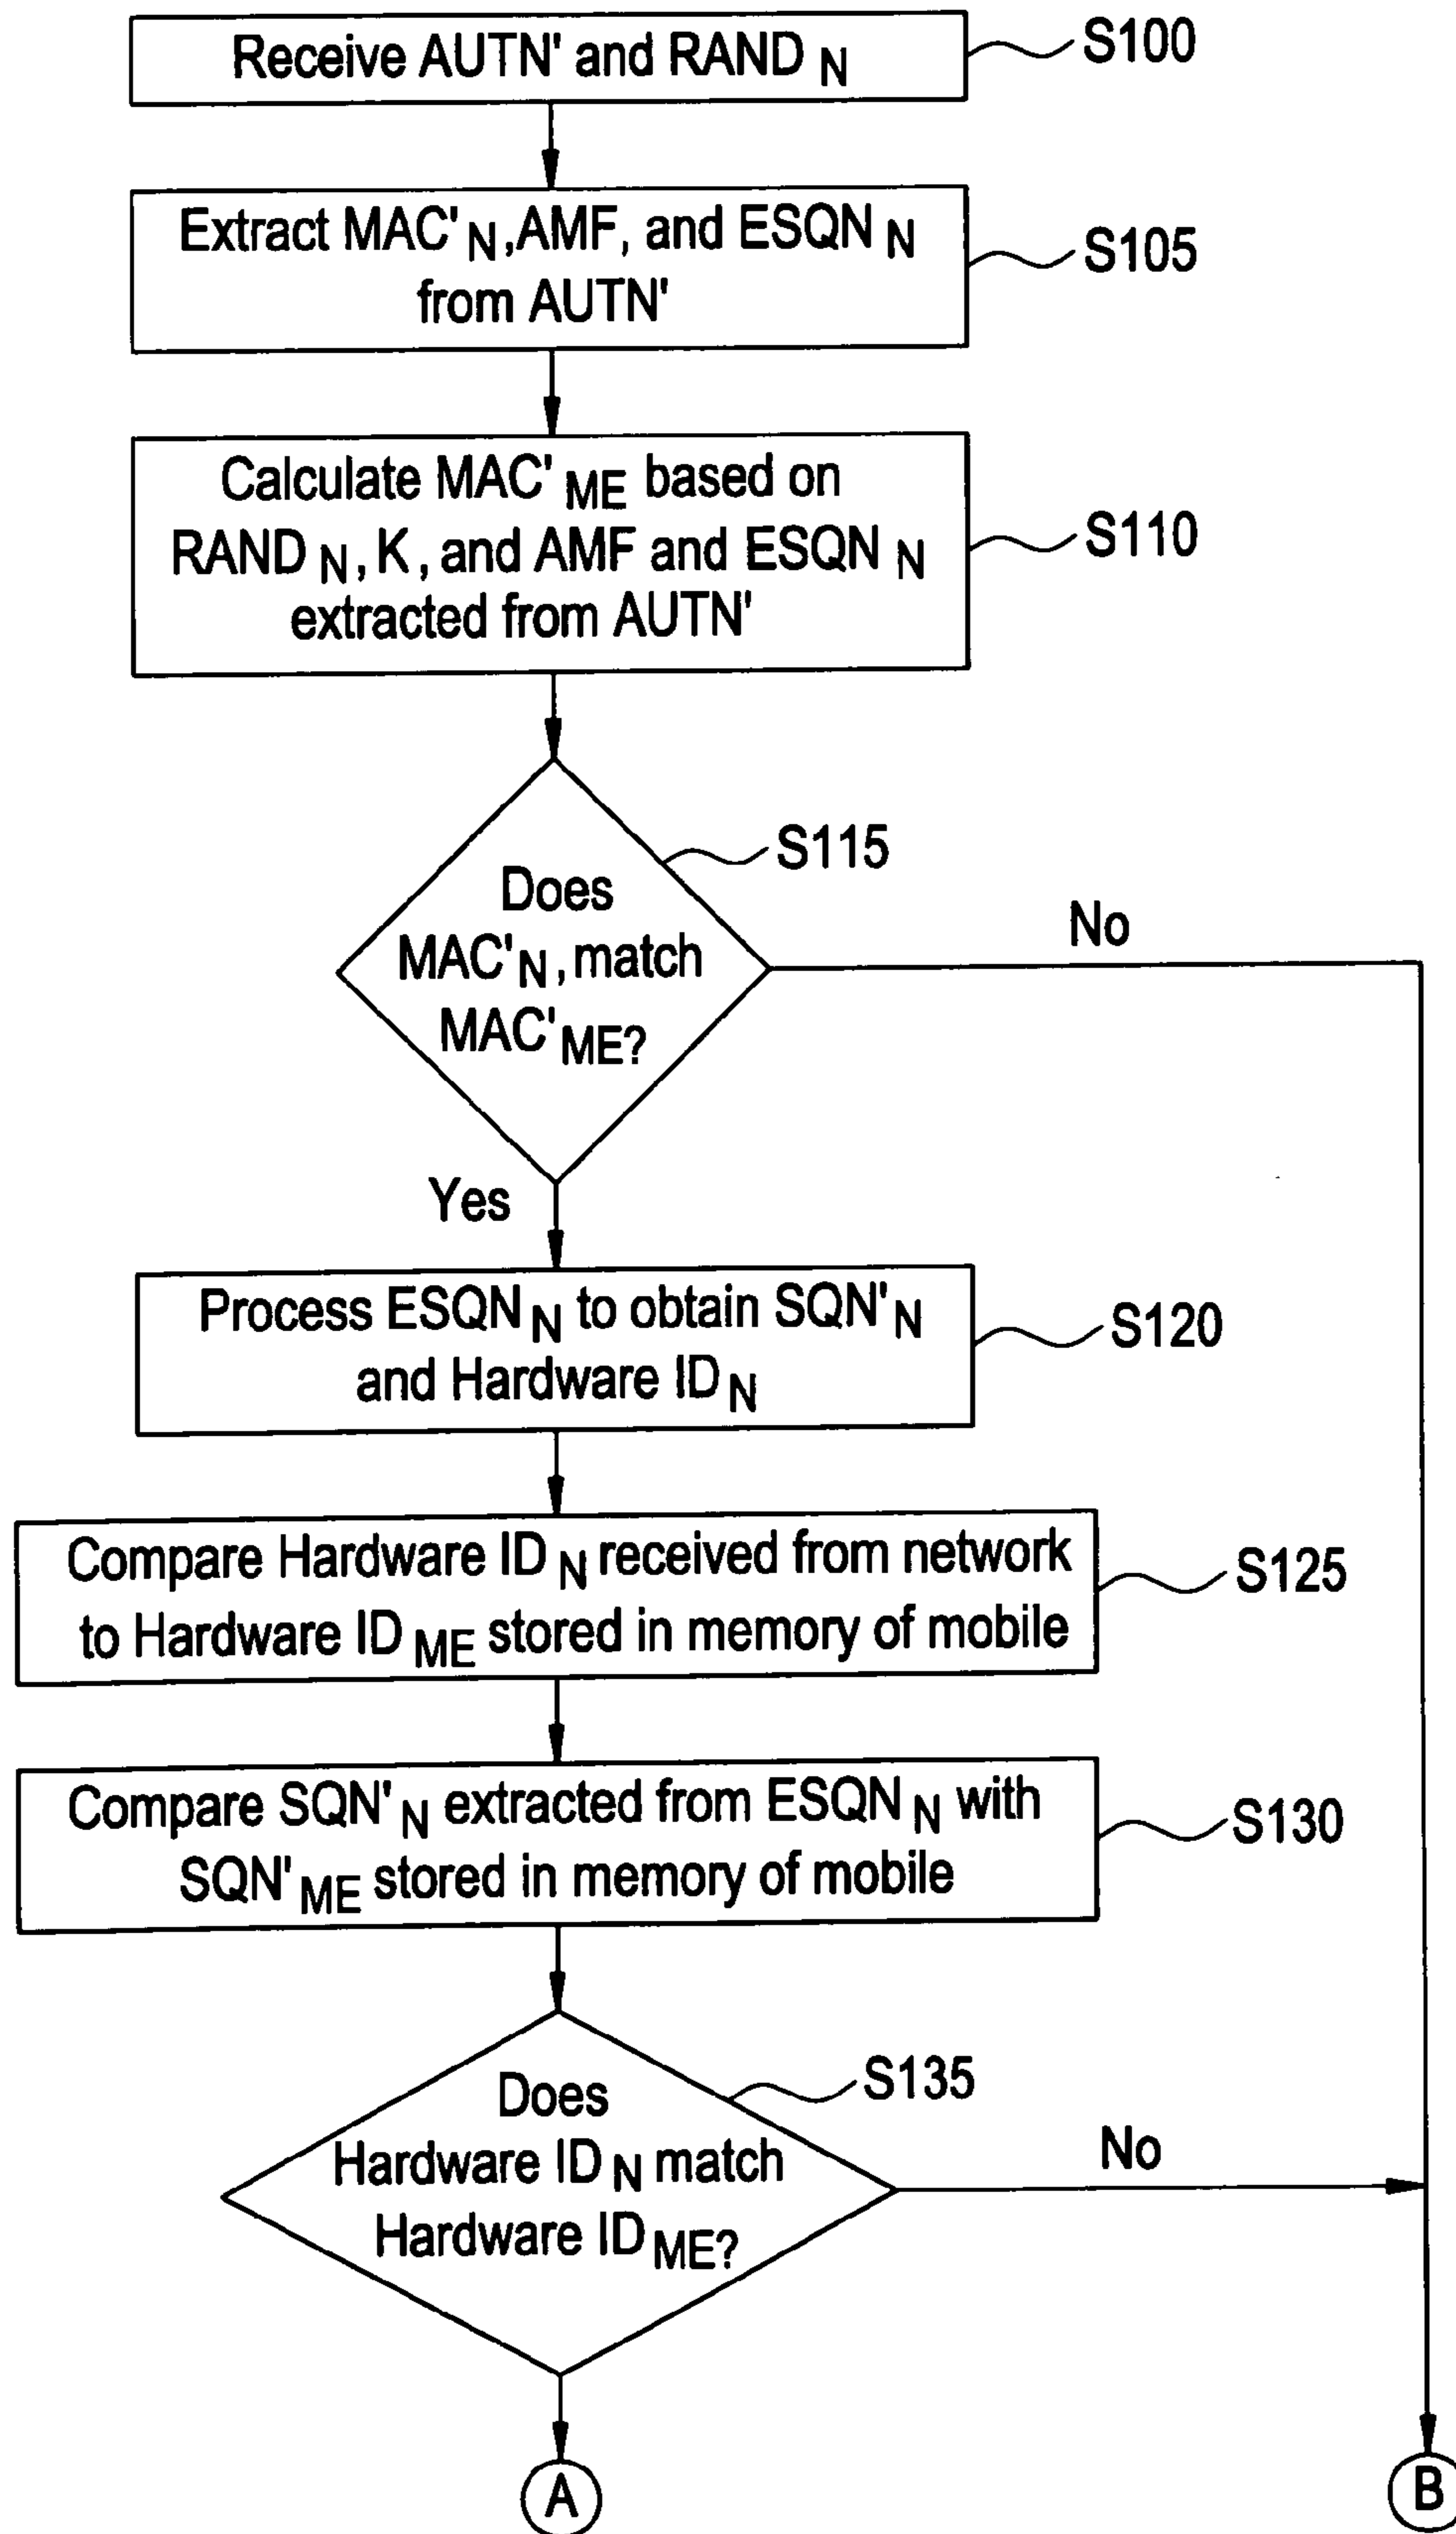 Receive AUTN' and RAND N
S100
Extract MAC' N ,AMF, and ESQN N
from AUTN'
S105
Calculate MAC' ME based on
RAND N, K, and AMF and ESQN N
extracted from AUTN'
S110
S115
Does
MAC' N , match
MAC' ME?
No
Yes
Process ESQN N to obtain SQN' N
and Hardware ID N
S120
Compare Hardware ID N received from network
to Hardware ID ME stored in memory of mobile
S125
Compare SQN' N extracted from ESQN N with
SQN' ME stored in memory of mobile
S130
S135
Does
Hardware ID N match
Hardware ID ME?
No
A
B